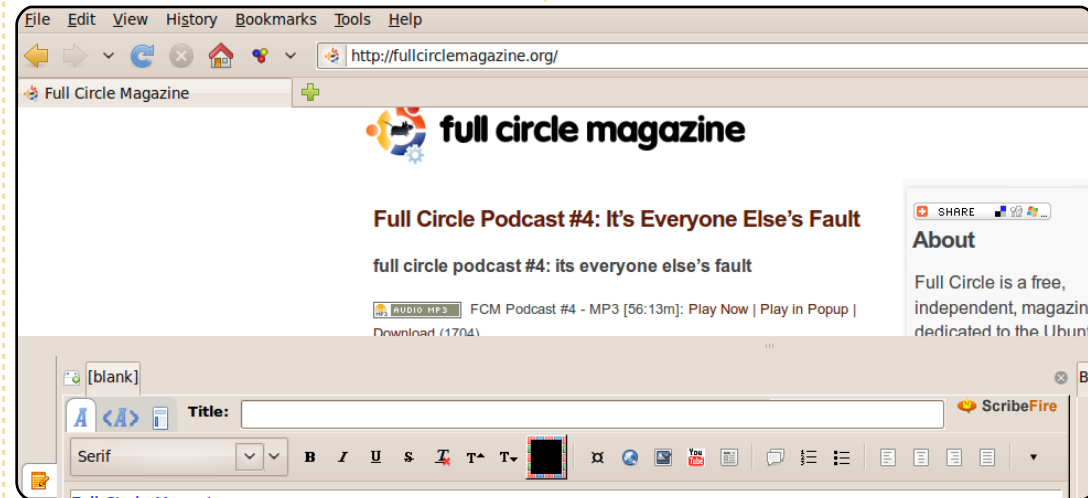 File Edit View History Bookmarks Tools Help
http://fullcirclemagazine.org/
Full Circle Magazine
full circle magazine
Full Circle Podcast #4: It's Everyone Else's Fault
full circle podcast #4: its everyone else's fault
AUDIO MP3 FCM Podcast #4 - MP3 [56:13m]: Play Now | Play in Popup |
Download (1704)
SHARE
About
Full Circle is a free,
independent, magazin
dedicated to the Ubunt
[blank]
B
Title:
ScribeFire
Serif
B I U S T T T
You Tube